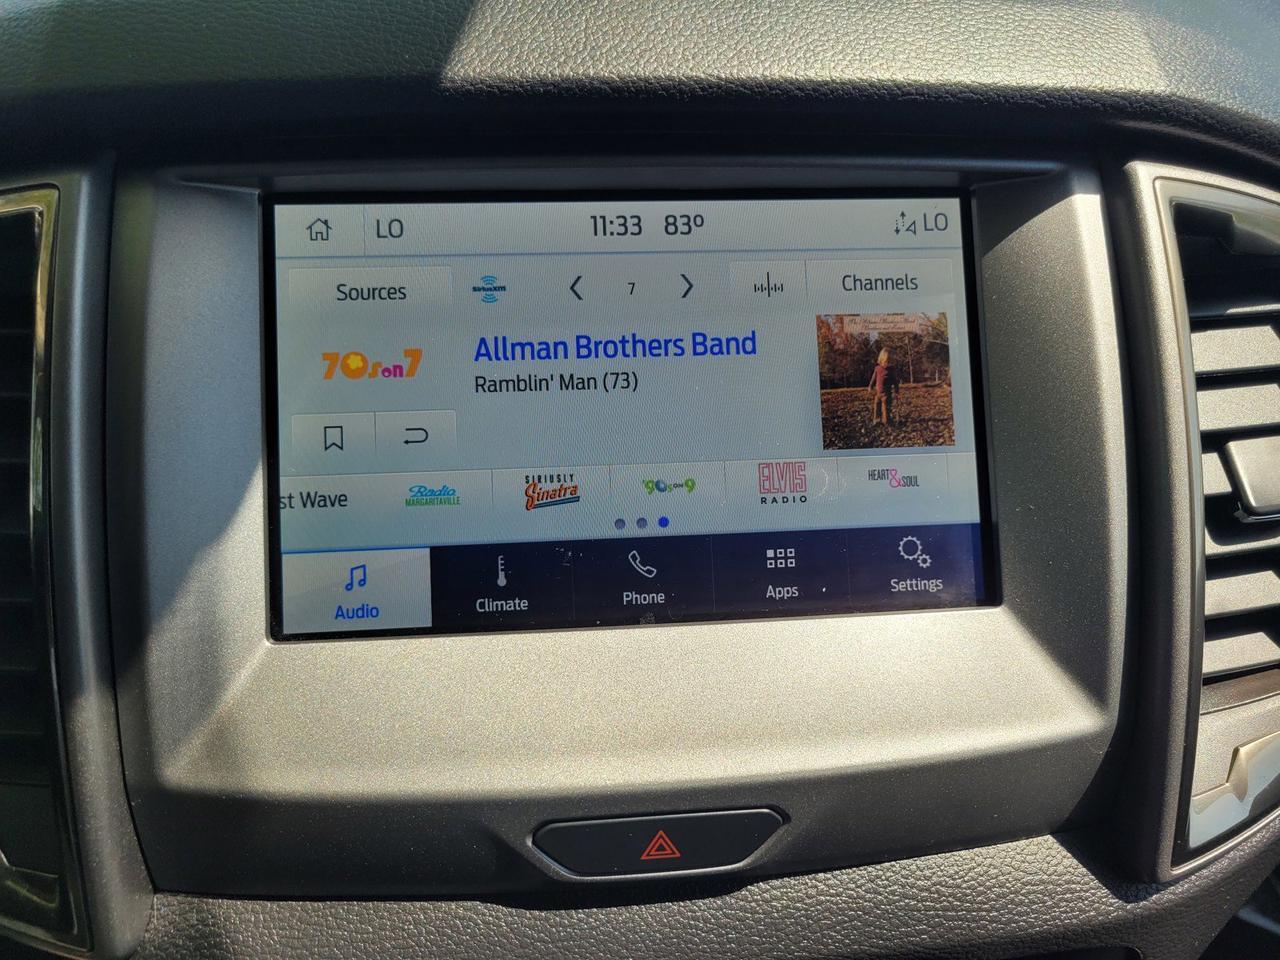 LO 11:33 83º LO
Sources siriusxm 7 Channels
70s on 7
Allman Brothers Band
Ramblin' Man (73)
st Wave
Radio
MARGARITAVILLE
SIRIUSLY
Sinatra
'90s ON 9
ELVIS
RADIO
HEART & SOUL
Audio Climate Phone Apps Settings